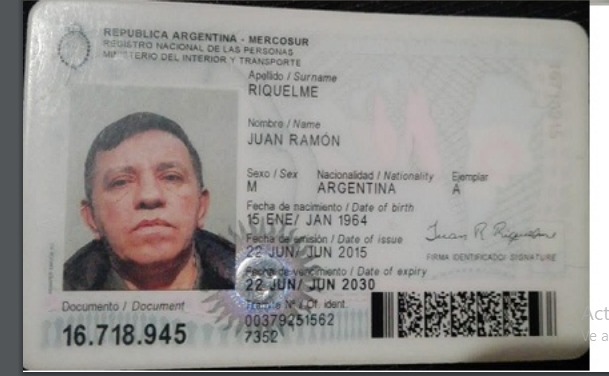 REPUBLICA ARGENTINA - MERCOSUR
REGISTRO NACIONAL DE LAS PERSONAS
MINISTERIO DEL INTERIOR Y TRANSPORTE
Apellido / Surname
RIQUELME
Nombre / Name
JUAN RAMÓN
Sexo / Sex Nacionalidad / Nationality Ejemplar
M ARGENTINA A
Fecha de nacimiento / Date of birth
15 ENE/ JAN 1964
Fecha de emisión / Date of issue
22 JUN/ JUN 2015
Juan R Riquelme
FIRMA IDENTIFICADO/ SIGNATURE
Fecha de vencimiento / Date of expiry
22 JUN/ JUN 2030
Documento / Document
16.718.945
Trámite Nº / Of. ident.
00379251562
7352